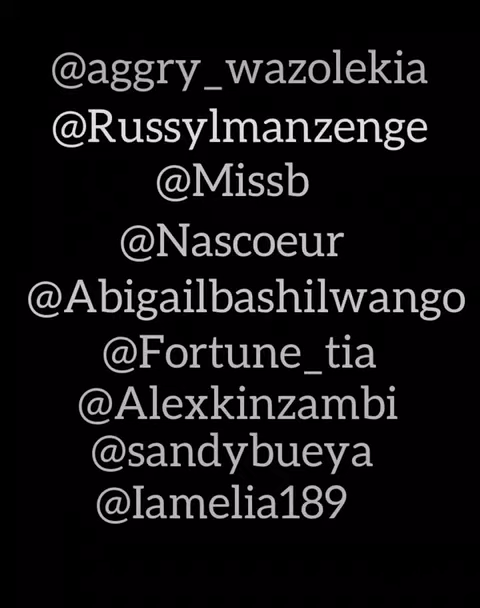 @aggry_wazolekia
@Russylmanzenge
@Missb
@Nascoeur
@Abigailbashilwango
@Fortune_tia
@Alexkinzambi
@sandybueya
@Iamelia189